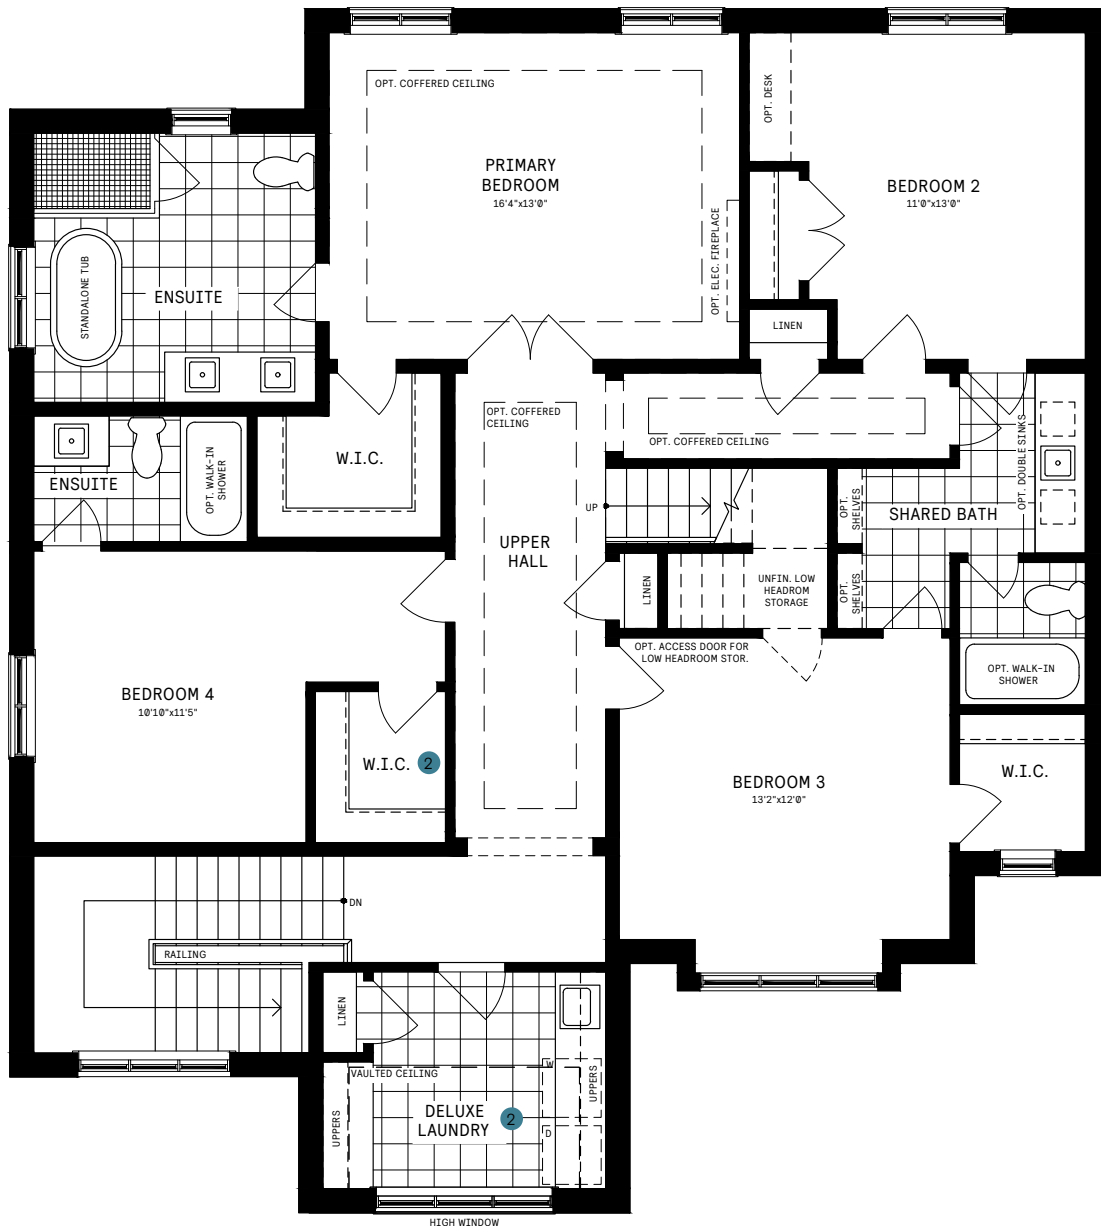 OPT. COFFERED CEILING
PRIMARY
BEDROOM
16'4"x13'0"
OPT. ELEC. FIREPLACE
OPT. DESK
BEDROOM 2
11'0"x13'0"
LINEN
STANDALONE TUB
ENSUITE
OPT. COFFERED
CEILING
OPT. COFFERED CEILING
W.I.C.
ENSUITE
OPT. WALK-IN
SHOWER
UP
UPPER
HALL
OPT.
SHELVES
SHARED BATH
OPT. DOUBLE SINKS
LINEN
UNFIN. LOW
HEADROM
STORAGE
OPT.
SHELVES
OPT. ACCESS DOOR FOR
LOW HEADROOM STOR.
OPT. WALK-IN
SHOWER
BEDROOM 4
10'10"x11'5"
W.I.C. 2
BEDROOM 3
13'2"x12'0"
W.I.C.
DN
RAILING
LINEN
VAULTED CEILING
W
UPPERS
UPPERS
DELUXE
LAUNDRY 2
D
HIGH WINDOW